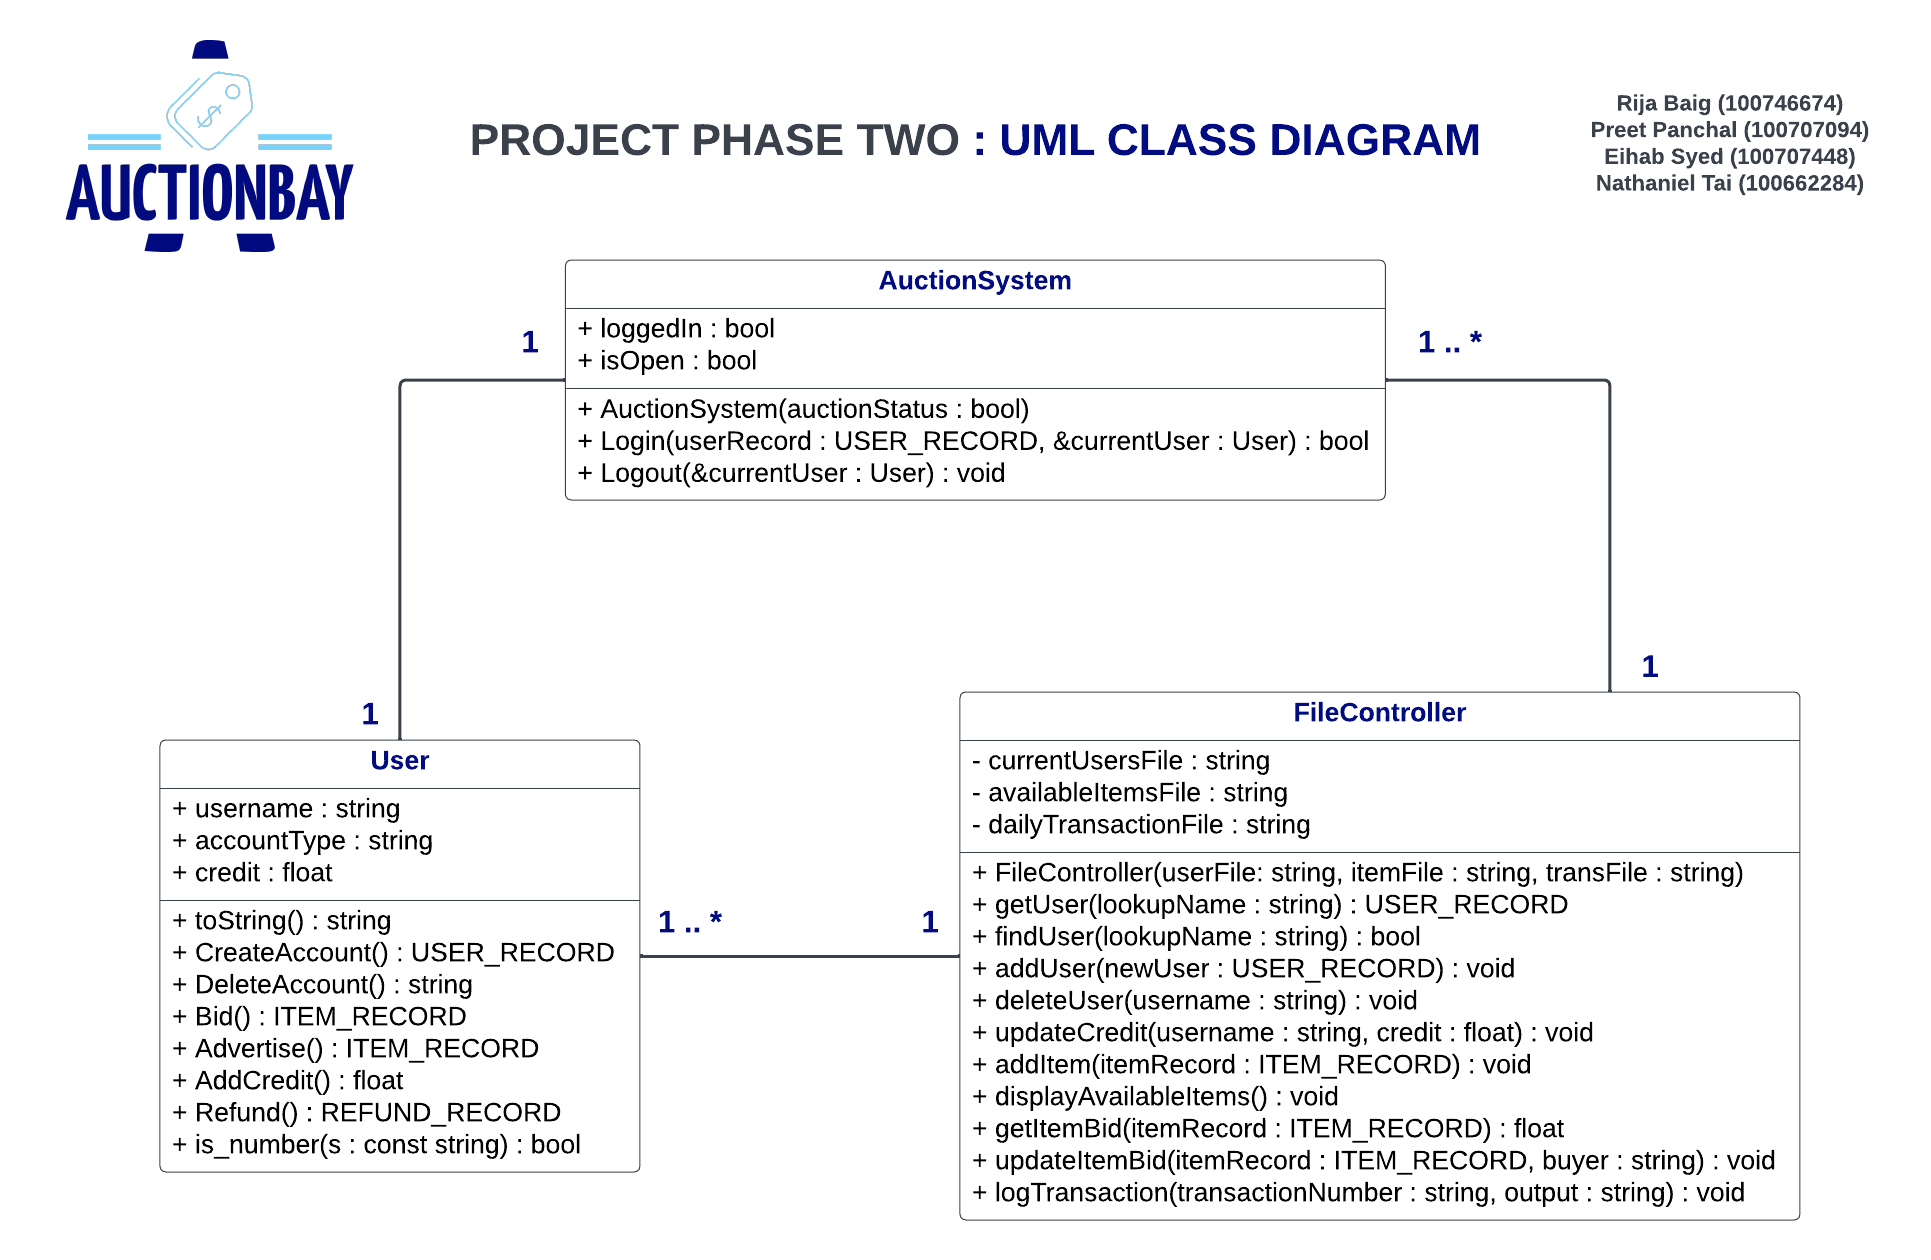 AUCTIONBAY
PROJECT PHASE TWO : UML CLASS DIAGRAM
Rija Baig (100746674)
Preet Panchal (100707094)
Eihab Syed (100707448)
Nathaniel Tai (100662284)
AuctionSystem
+ loggedIn : bool
+ isOpen : bool
+ AuctionSystem(auctionStatus : bool)
+ Login(userRecord : USER_RECORD, &currentUser : User) : bool
+ Logout(&currentUser : User) : void
1
1 .. *
1
1
User
+ username : string
+ accountType : string
+ credit : float
+ toString() : string
+ CreateAccount() : USER_RECORD
+ DeleteAccount() : string
+ Bid() : ITEM_RECORD
+ Advertise() : ITEM_RECORD
+ AddCredit() : float
+ Refund() : REFUND_RECORD
+ is_number(s : const string) : bool
1 .. *
1
FileController
- currentUsersFile : string
- availableItemsFile : string
- dailyTransactionFile : string
+ FileController(userFile: string, itemFile : string, transFile : string)
+ getUser(lookupName : string) : USER_RECORD
+ findUser(lookupName : string) : bool
+ addUser(newUser : USER_RECORD) : void
+ deleteUser(username : string) : void
+ updateCredit(username : string, credit : float) : void
+ addItem(itemRecord : ITEM_RECORD) : void
+ displayAvailableItems() : void
+ getItemBid(itemRecord : ITEM_RECORD) : float
+ updateItemBid(itemRecord : ITEM_RECORD, buyer : string) : void
+ logTransaction(transactionNumber : string, output : string) : void